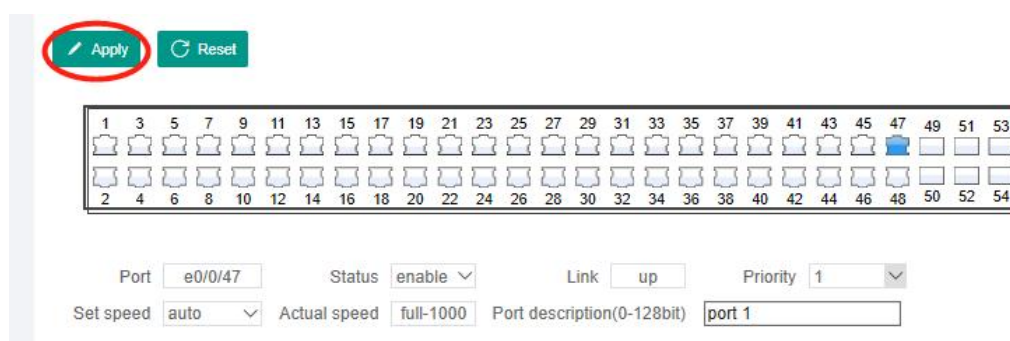 Apply Reset
1 3 5 7 9 11 13 15 17 19 21 23 25 27 29 31 33 35 37 39 41 43 45 47 49 51 53
2 4 6 8 10 12 14 16 18 20 22 24 26 28 30 32 34 36 38 40 42 44 46 48 50 52 54
Port e0/0/47 Status enable Link up Priority 1
Set speed auto Actual speed full-1000 Port description(0-128bit) port 1